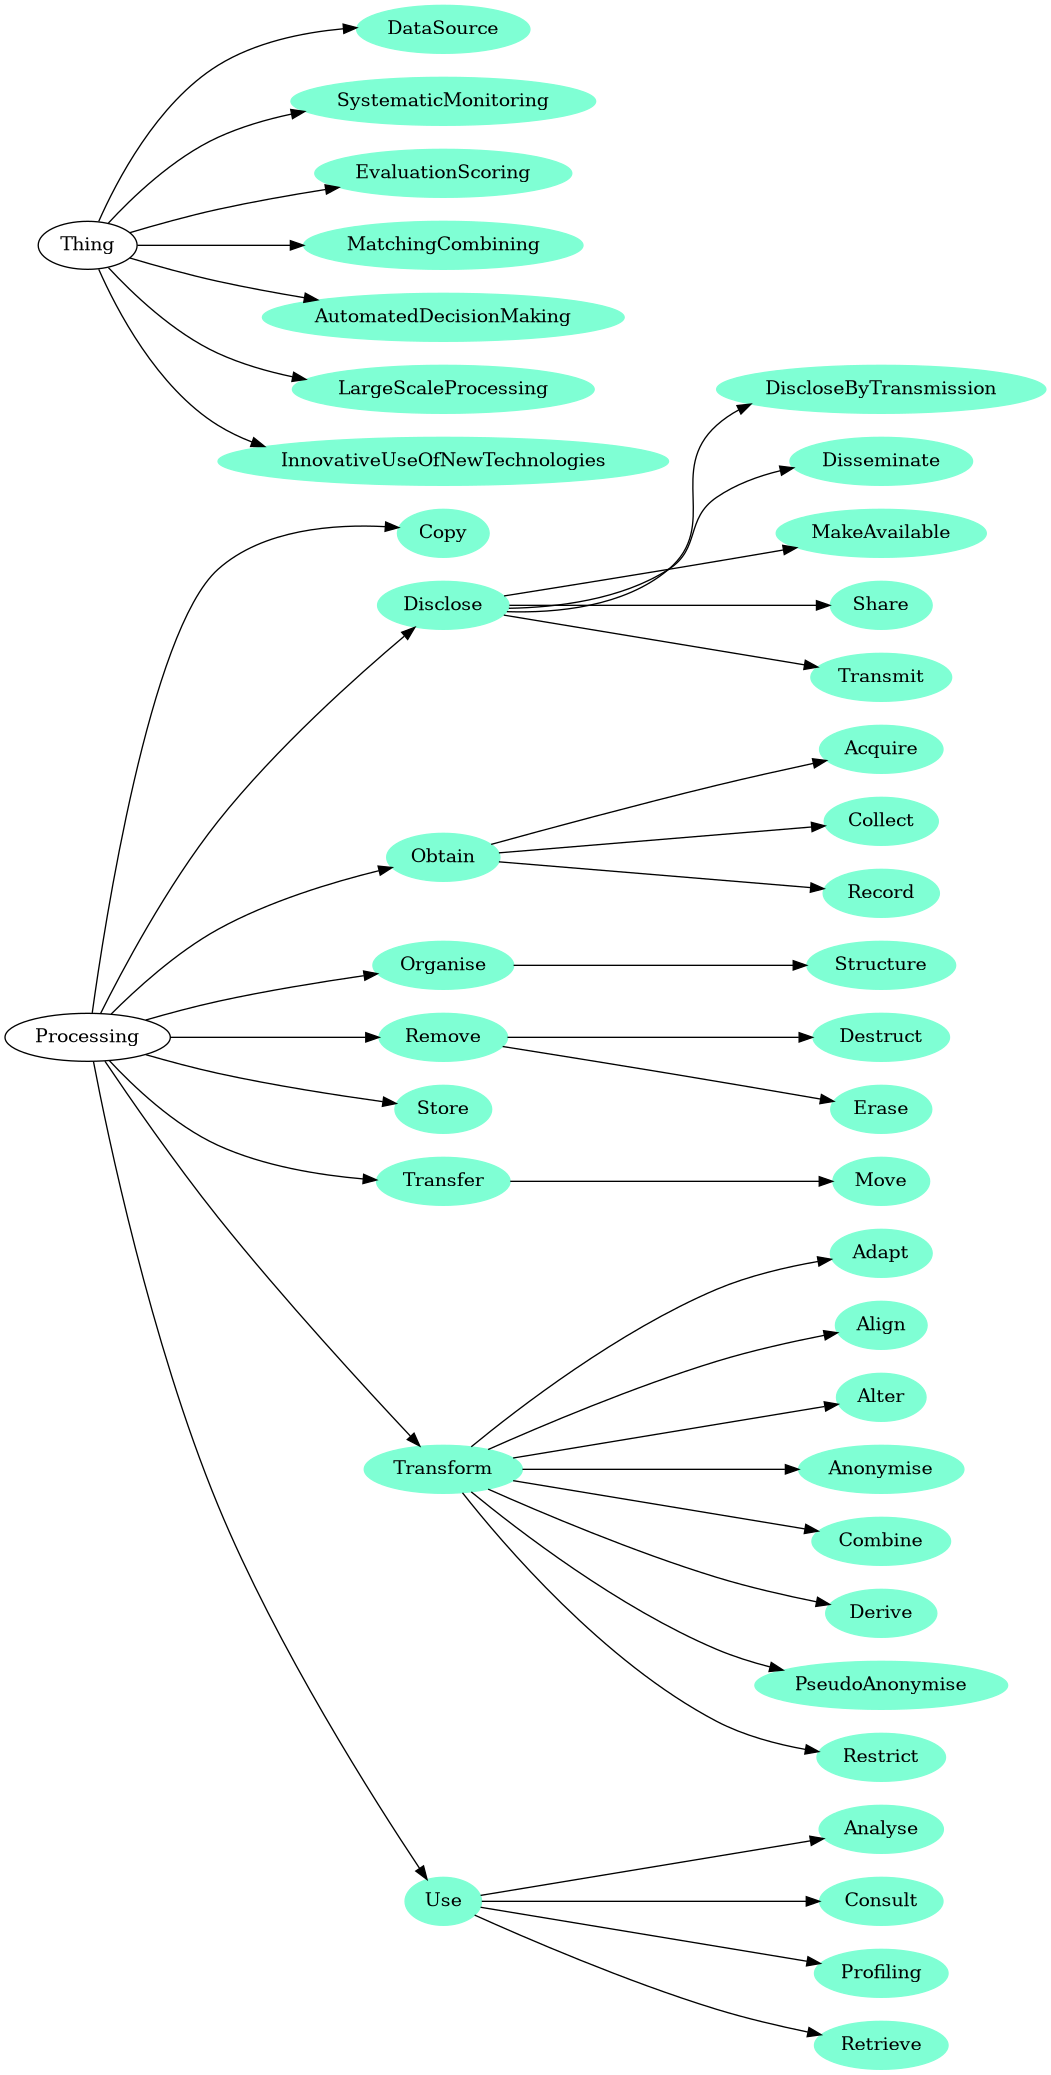 DataSource
SystematicMonitoring
EvaluationScoring
Thing
MatchingCombining
AutomatedDecisionMaking
LargeScaleProcessing
InnovativeUseOfNewTechnologies
DiscloseByTransmission
Disseminate
Copy
MakeAvailable
Disclose
Share
Transmit
Acquire
Collect
Obtain
Record
Organise
Structure
Processing
Remove
Destruct
Store
Erase
Transfer
Move
Adapt
Align
Alter
Transform
Anonymise
Combine
Derive
PseudoAnonymise
Restrict
Analyse
Use
Consult
Profiling
Retrieve